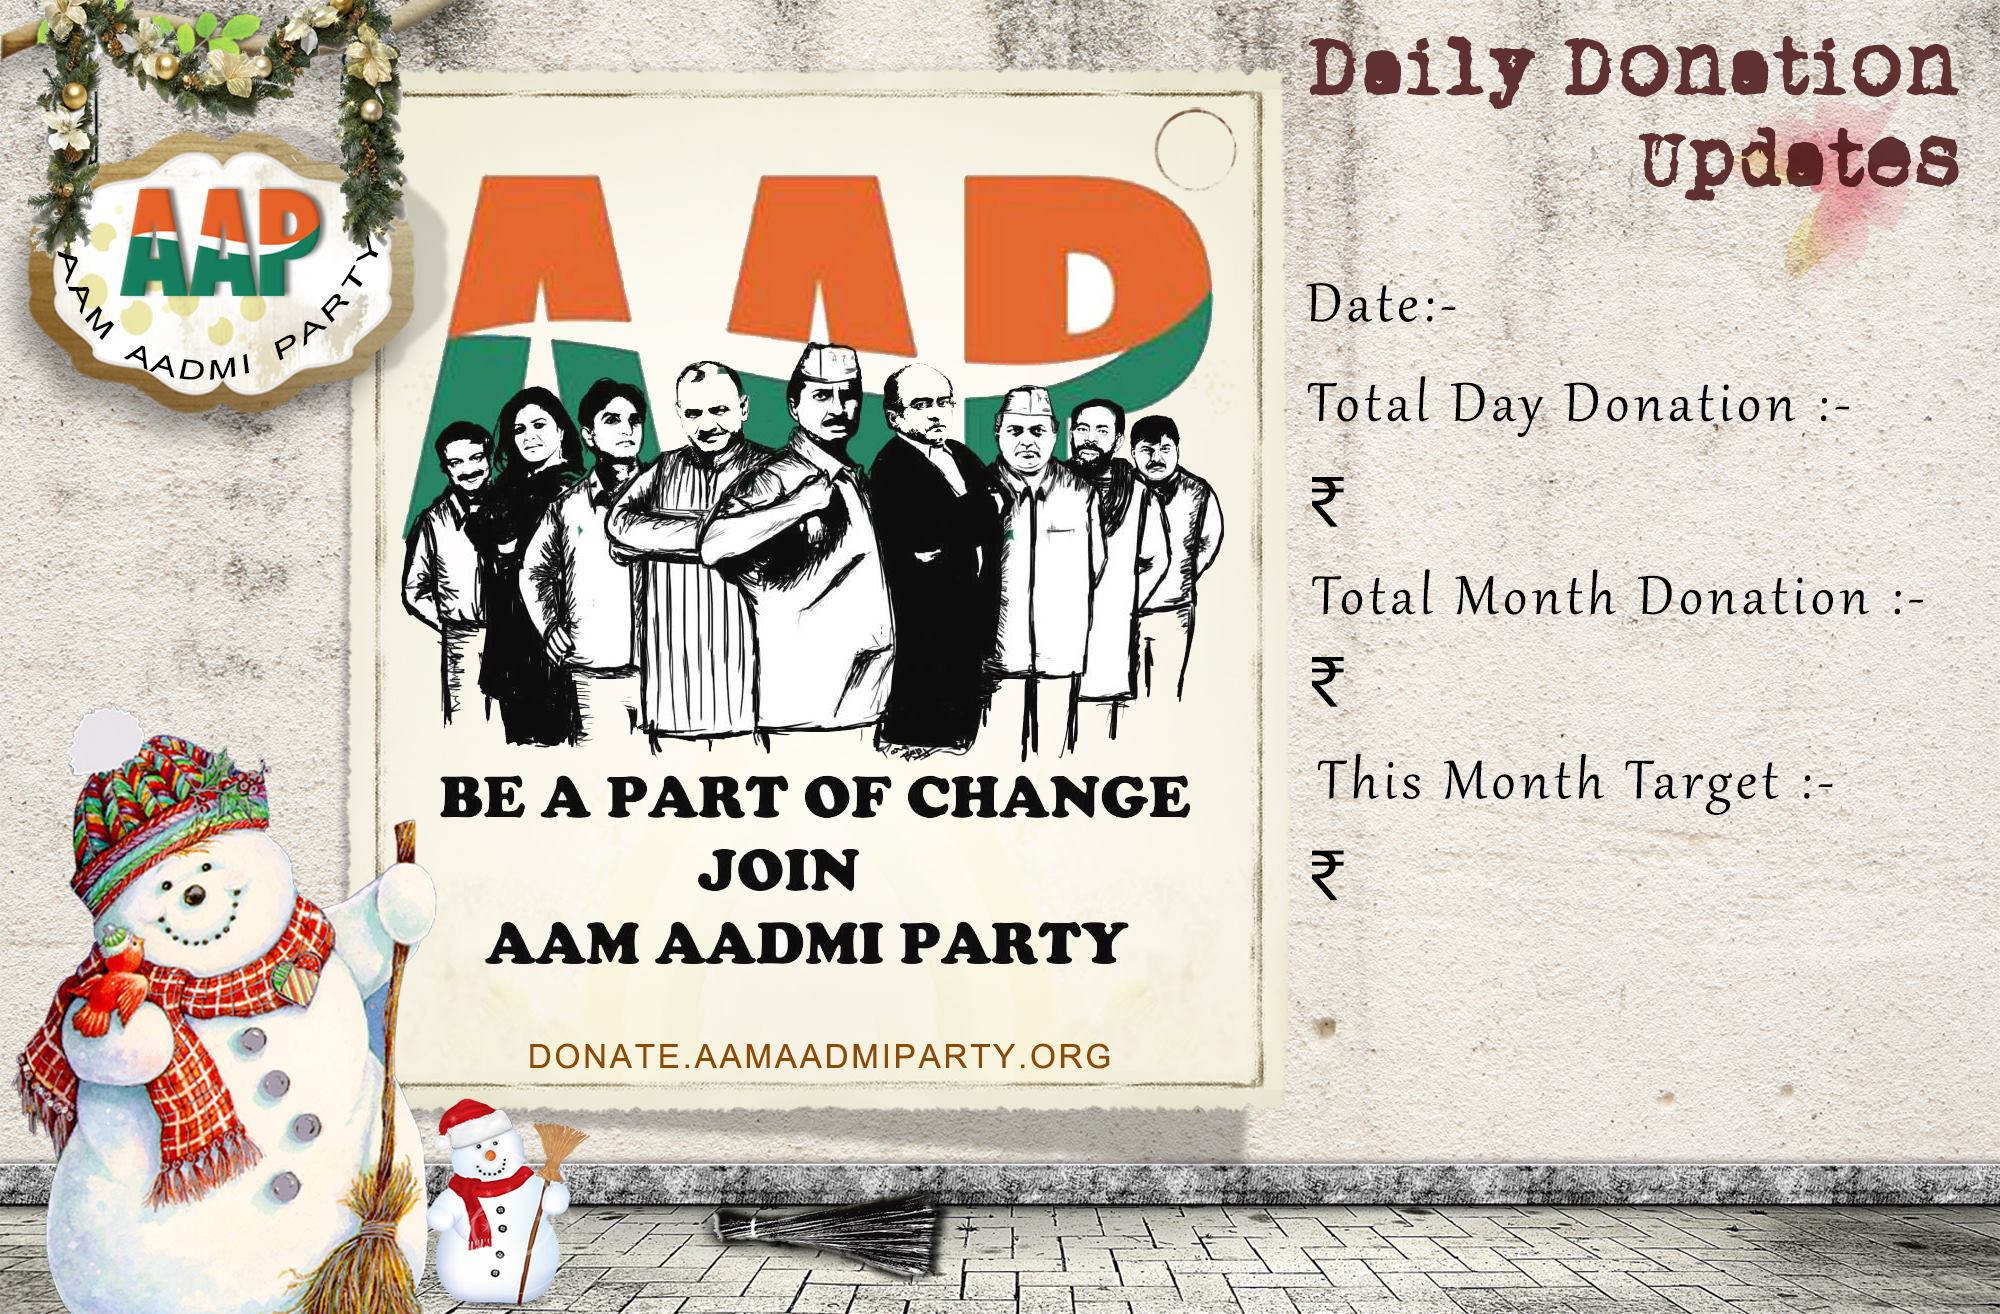 AAP
AAM AADMI PARTY
AAP
BE A PART OF CHANGE
JOIN
AAM AADMI PARTY
DONATE.AAMAADMIPARTY.ORG
Daily Donation
Updates
Date:-
Total Day Donation :-
₹
Total Month Donation :-
₹
This Month Target :-
₹